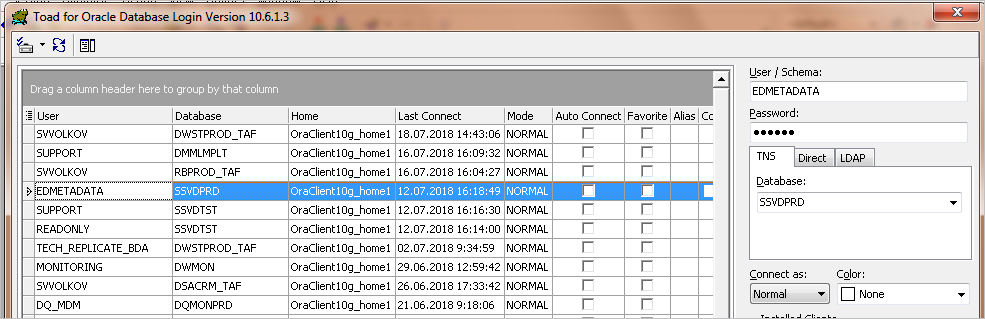 Toad for Oracle Database Login Version 10.6.1.3
Drag a column header here to group by that column
User Database Home Last Connect Mode Auto Connect Favorite Alias Co
SVVOLKOV DWSTPROD_TAF OraClient10g_home1 18.07.2018 14:43:06 NORMAL
SUPPORT DMMLMPLT OraClient10g_home1 16.07.2018 16:09:32 NORMAL
SVVOLKOV RBPROD_TAF OraClient10g_home1 16.07.2018 16:04:27 NORMAL
EDMETADATA SSVDPRD OraClient10g_home1 12.07.2018 16:18:49 NORMAL
SUPPORT SSVDTST OraClient10g_home1 12.07.2018 16:16:30 NORMAL
READONLY SSVDTST OraClient10g_home1 12.07.2018 16:14:00 NORMAL
TECH_REPLICATE_BDA DWSTPROD_TAF OraClient10g_home1 02.07.2018 9:34:59 NORMAL
MONITORING DWMON OraClient10g_home1 29.06.2018 12:59:42 NORMAL
SVVOLKOV DSACRM_TAF OraClient10g_home1 26.06.2018 17:33:42 NORMAL
DQ_MDM DQMONPRD OraClient10g_home1 21.06.2018 9:18:06 NORMAL
User / Schema:
EDMETADATA
Password:
●●●●●●
TNS Direct LDAP
Database:
SSVDPRD
Connect as: Color:
Normal None
Installed Clients